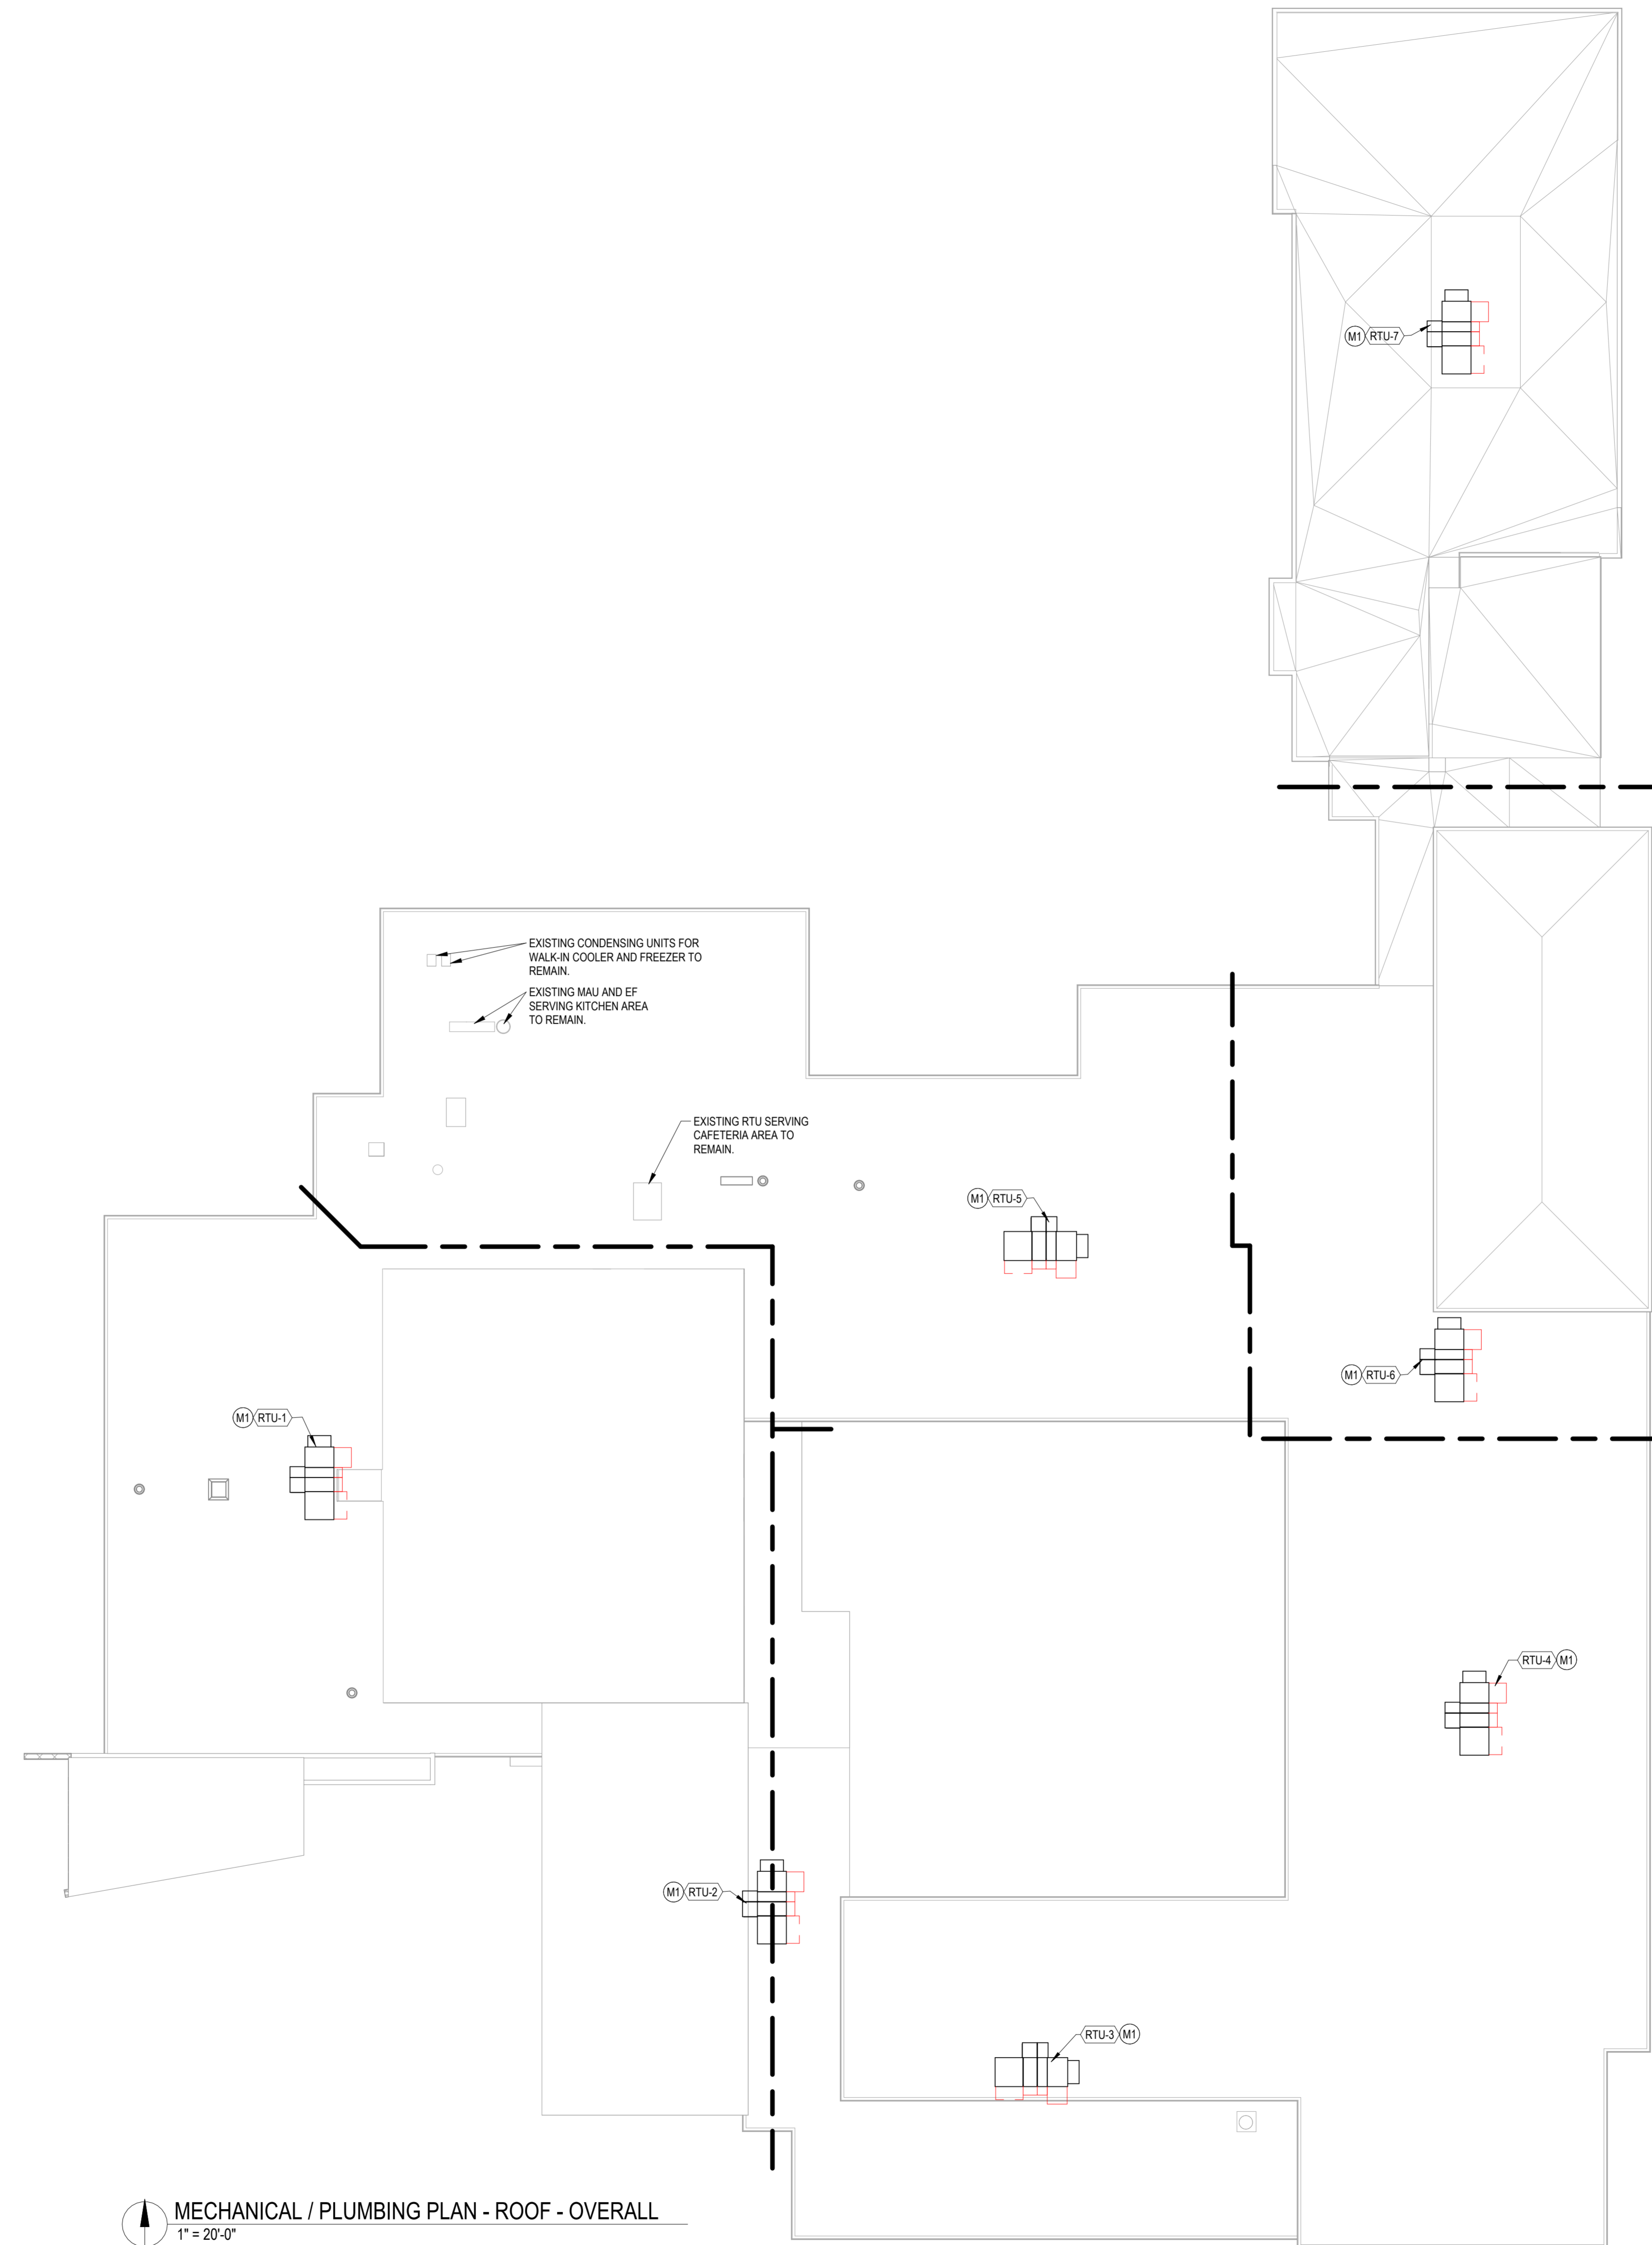 M1 RTU-7
EXISTING CONDENSING UNITS FOR
WALK-IN COOLER AND FREEZER TO
REMAIN.
EXISTING MAU AND EF
SERVING KITCHEN AREA
TO REMAIN.
EXISTING RTU SERVING
CAFETERIA AREA TO
REMAIN.
M1 RTU-5
M1 RTU-6
M1 RTU-1
RTU-4 M1
M1 RTU-2
RTU-3 M1
MECHANICAL / PLUMBING PLAN - ROOF - OVERALL
1" = 20'-0"